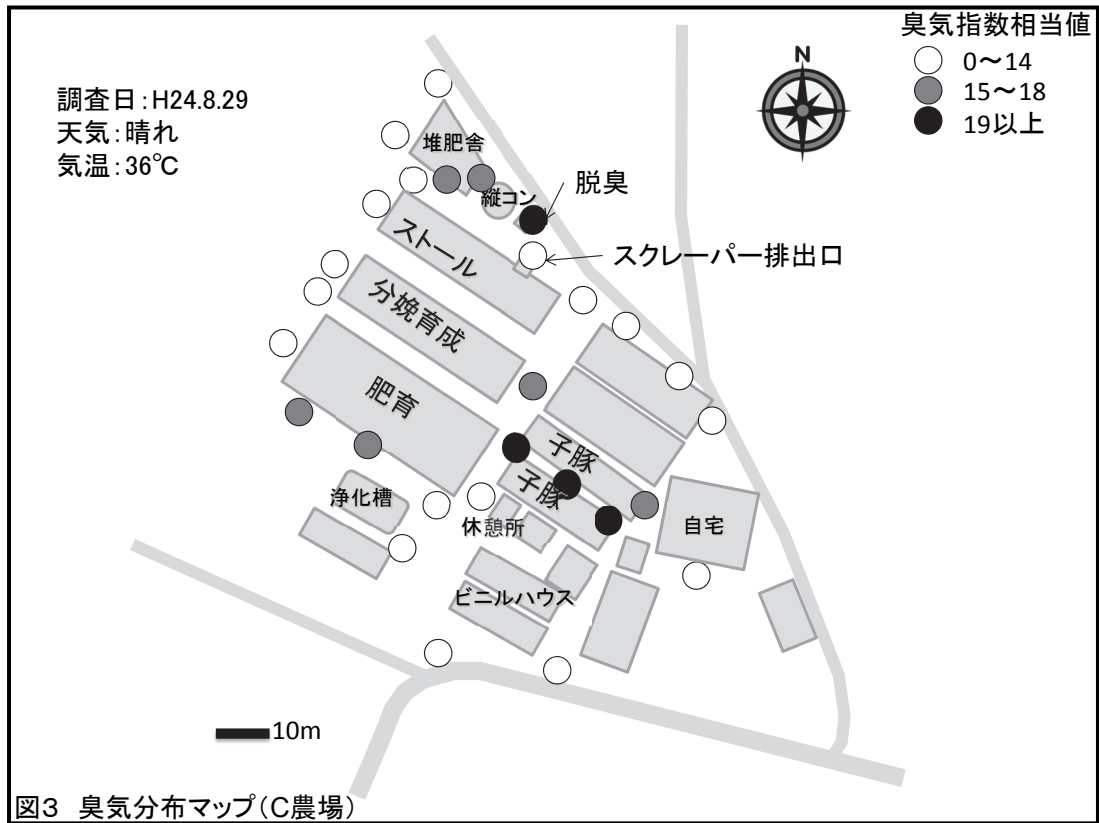 臭気指数相当値
0～14
15～18
19以上
N
調査日：H24.8.29
天気：晴れ
気温：36℃
堆肥舎
縦コン
脱臭
スクレーパー排出口
ストール
分娩育成
肥育
子豚
子豚
浄化槽
休憩所
自宅
ビニルハウス
10m
図3　臭気分布マップ（C農場）